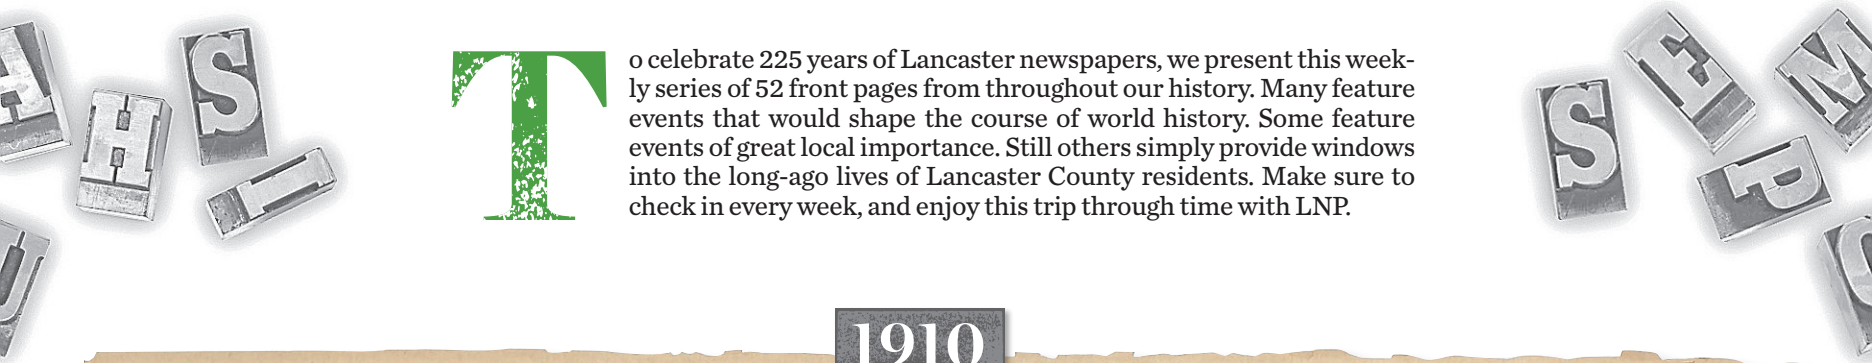 To celebrate 225 years of Lancaster newspapers, we present this week-
ly series of 52 front pages from throughout our history. Many feature
events that would shape the course of world history. Some feature
events of great local importance. Still others simply provide windows
into the long-ago lives of Lancaster County residents. Make sure to
check in every week, and enjoy this trip through time with LNP.
H
S
H
I
U
S
E
M
P
1910